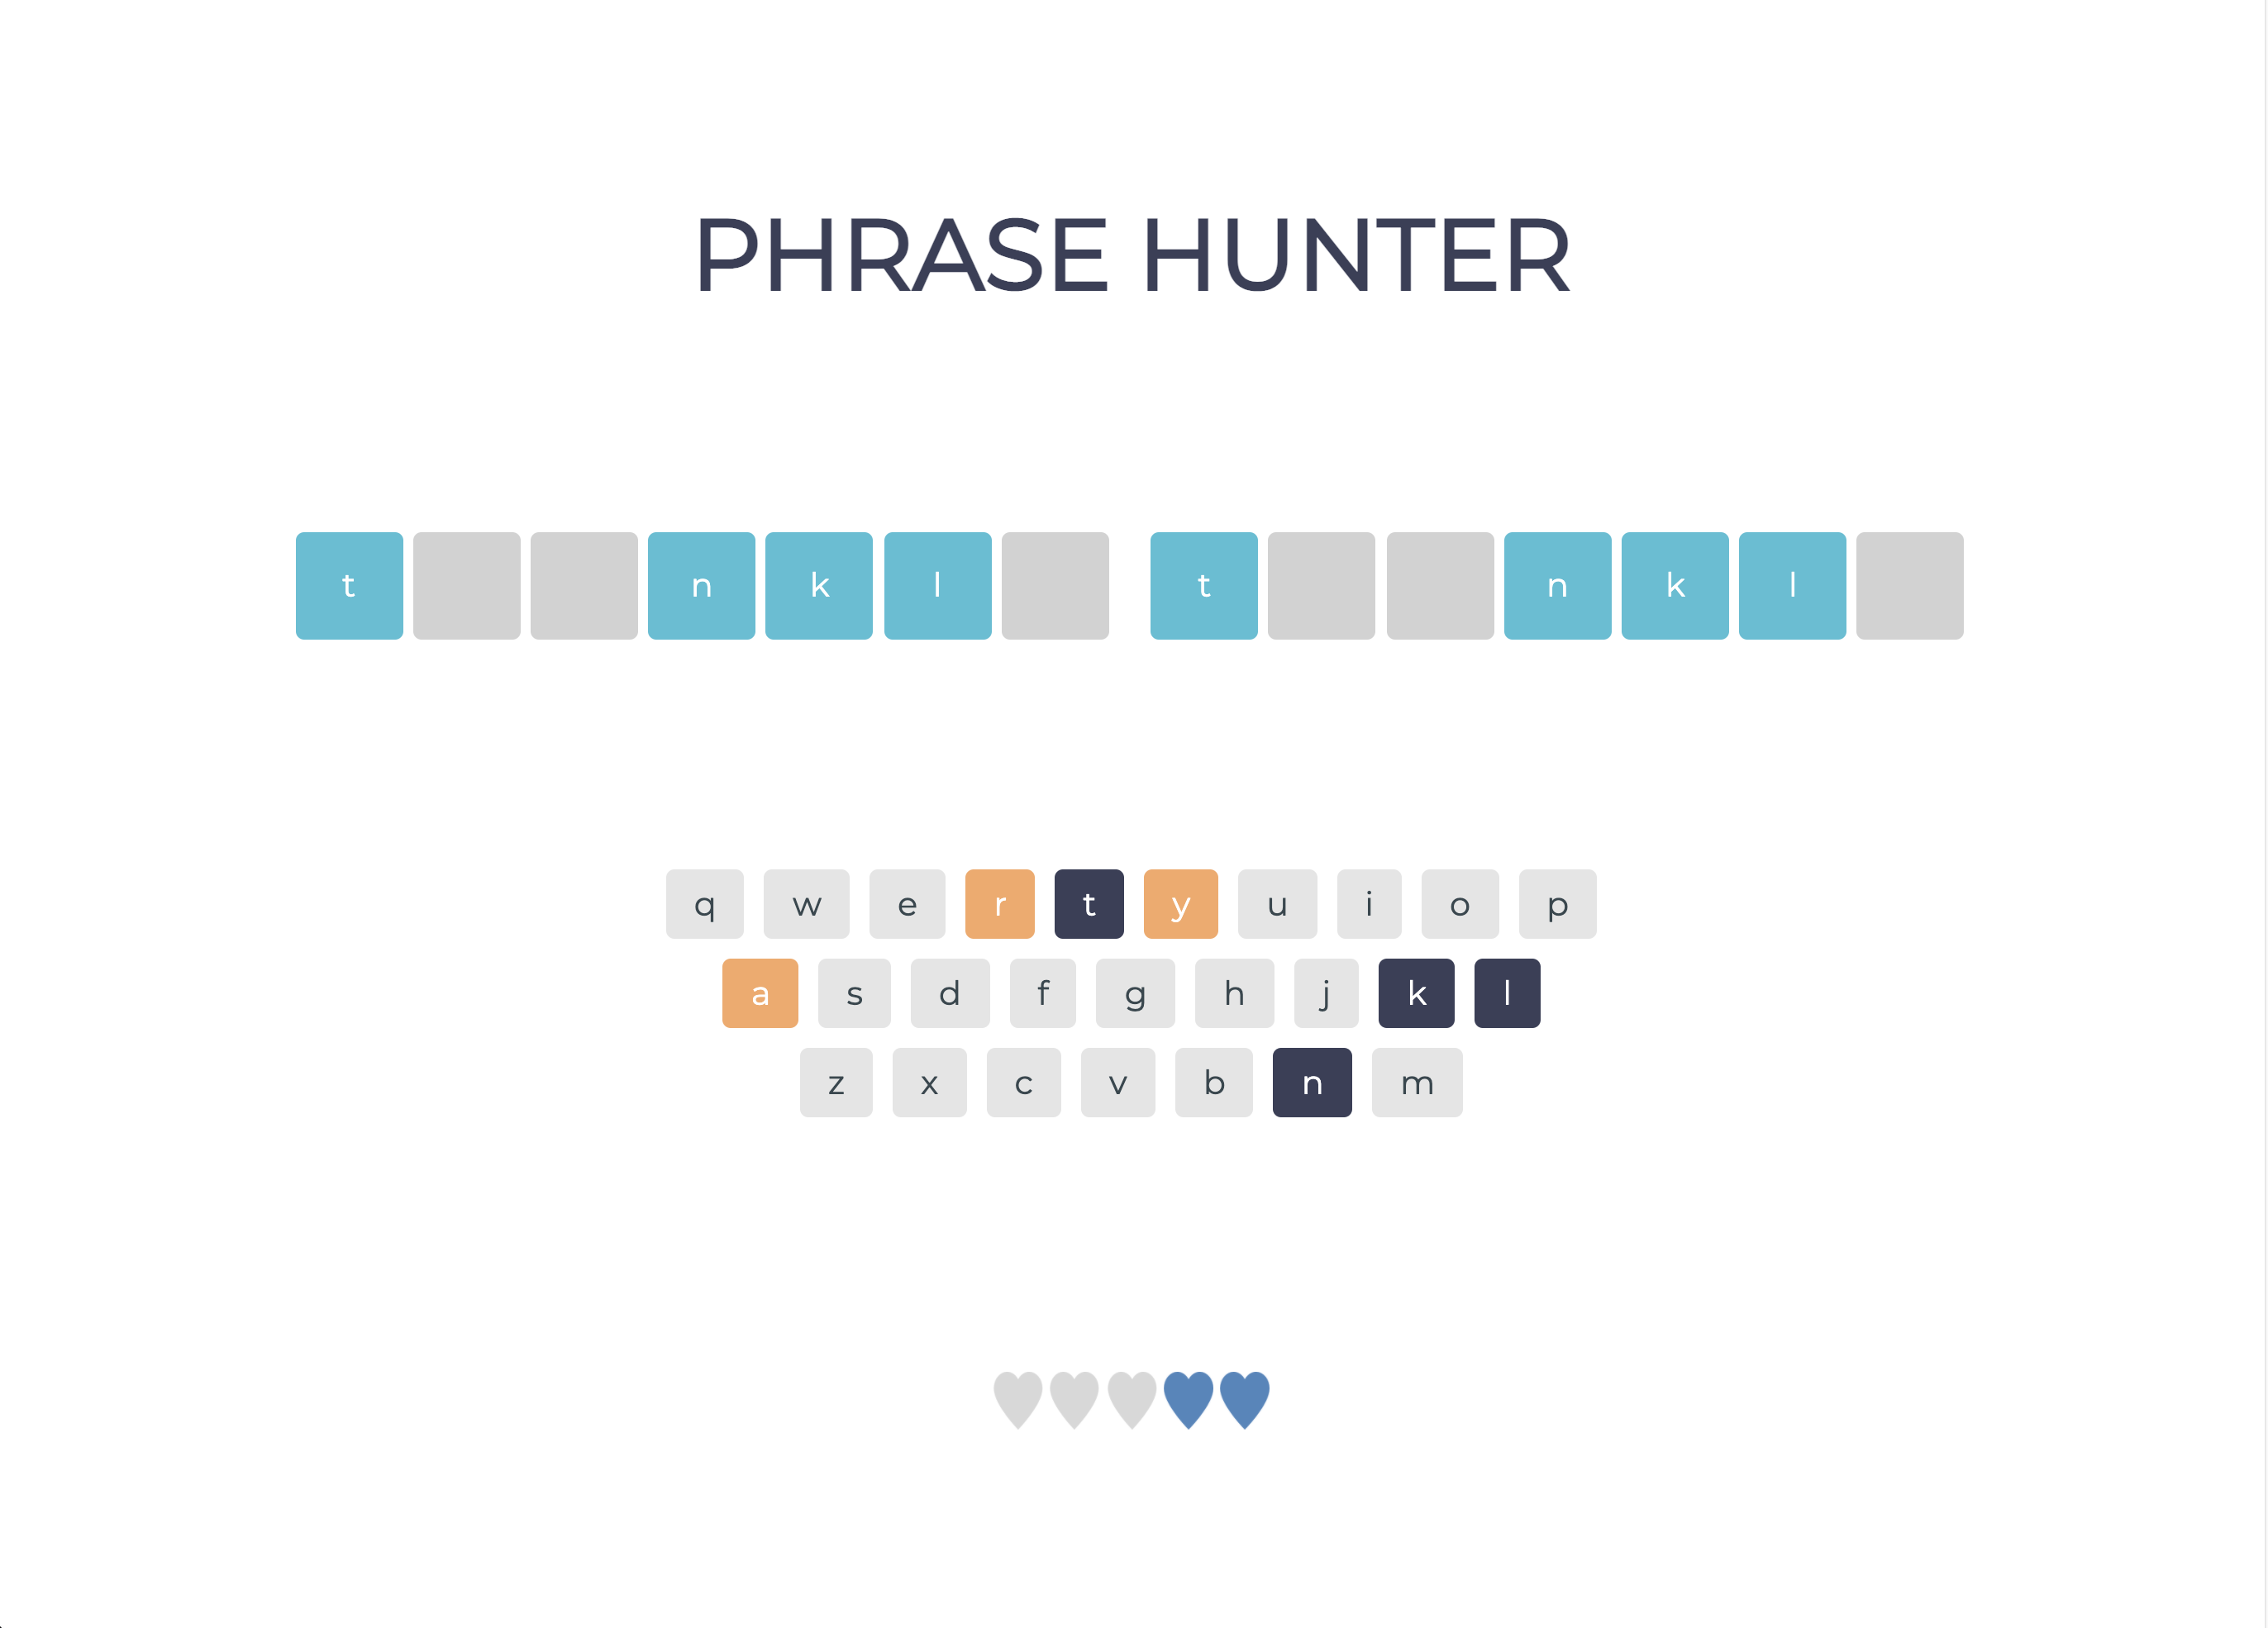 PHRASE HUNTER
t n k l t n k l
q w e r t y u i o p
a s d f g h j k l
z x c v b n m